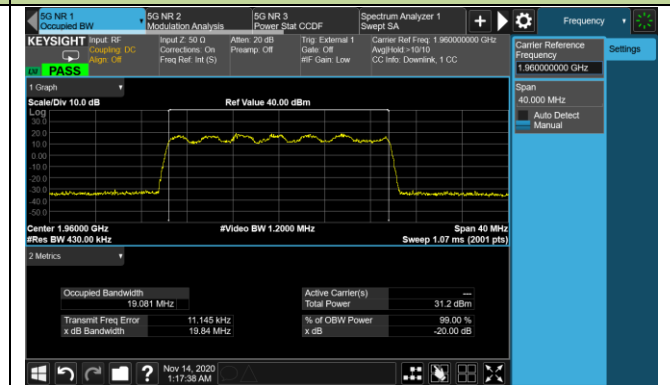 5G NR 1
Occupied BW
5G NR 2
Modulation Analysis
5G NR 3
Power Stat CCDF
Spectrum Analyzer 1
Swept SA
+
Frequency
KEYSIGHT
Input: RF
Coupling: DC
Align: Off
Input Z: 50 Ω
Corrections: On
Freq Ref: Int (S)
Atten: 20 dB
Preamp: Off
Trig: External 1
Gate: Off
#IF Gain: Low
Carrier Ref Freq: 1.960000000 GHz
Avg|Hold:>10/10
CC Info: Downlink, 1 CC
LXI PASS
Carrier Reference
Frequency
1.960000000 GHz
Settings
Span
40.000 MHz
Auto Detect
Manual
1 Graph
Scale/Div 10.0 dB
Ref Value 40.00 dBm
Log
30.0
20.0
10.0
0.00
-10.0
-20.0
-30.0
-40.0
-50.0
Center 1.96000 GHz
#Video BW 1.2000 MHz
Span 40 MHz
#Res BW 430.00 kHz
Sweep 1.07 ms (2001 pts)
2 Metrics
Occupied Bandwidth
19.081 MHz
Active Carrier(s)
—
Total Power
31.2 dBm
Transmit Freq Error
11.145 kHz
% of OBW Power
99.00 %
x dB Bandwidth
19.84 MHz
x dB
-20.00 dB
?
Nov 14, 2020
1:17:38 AM